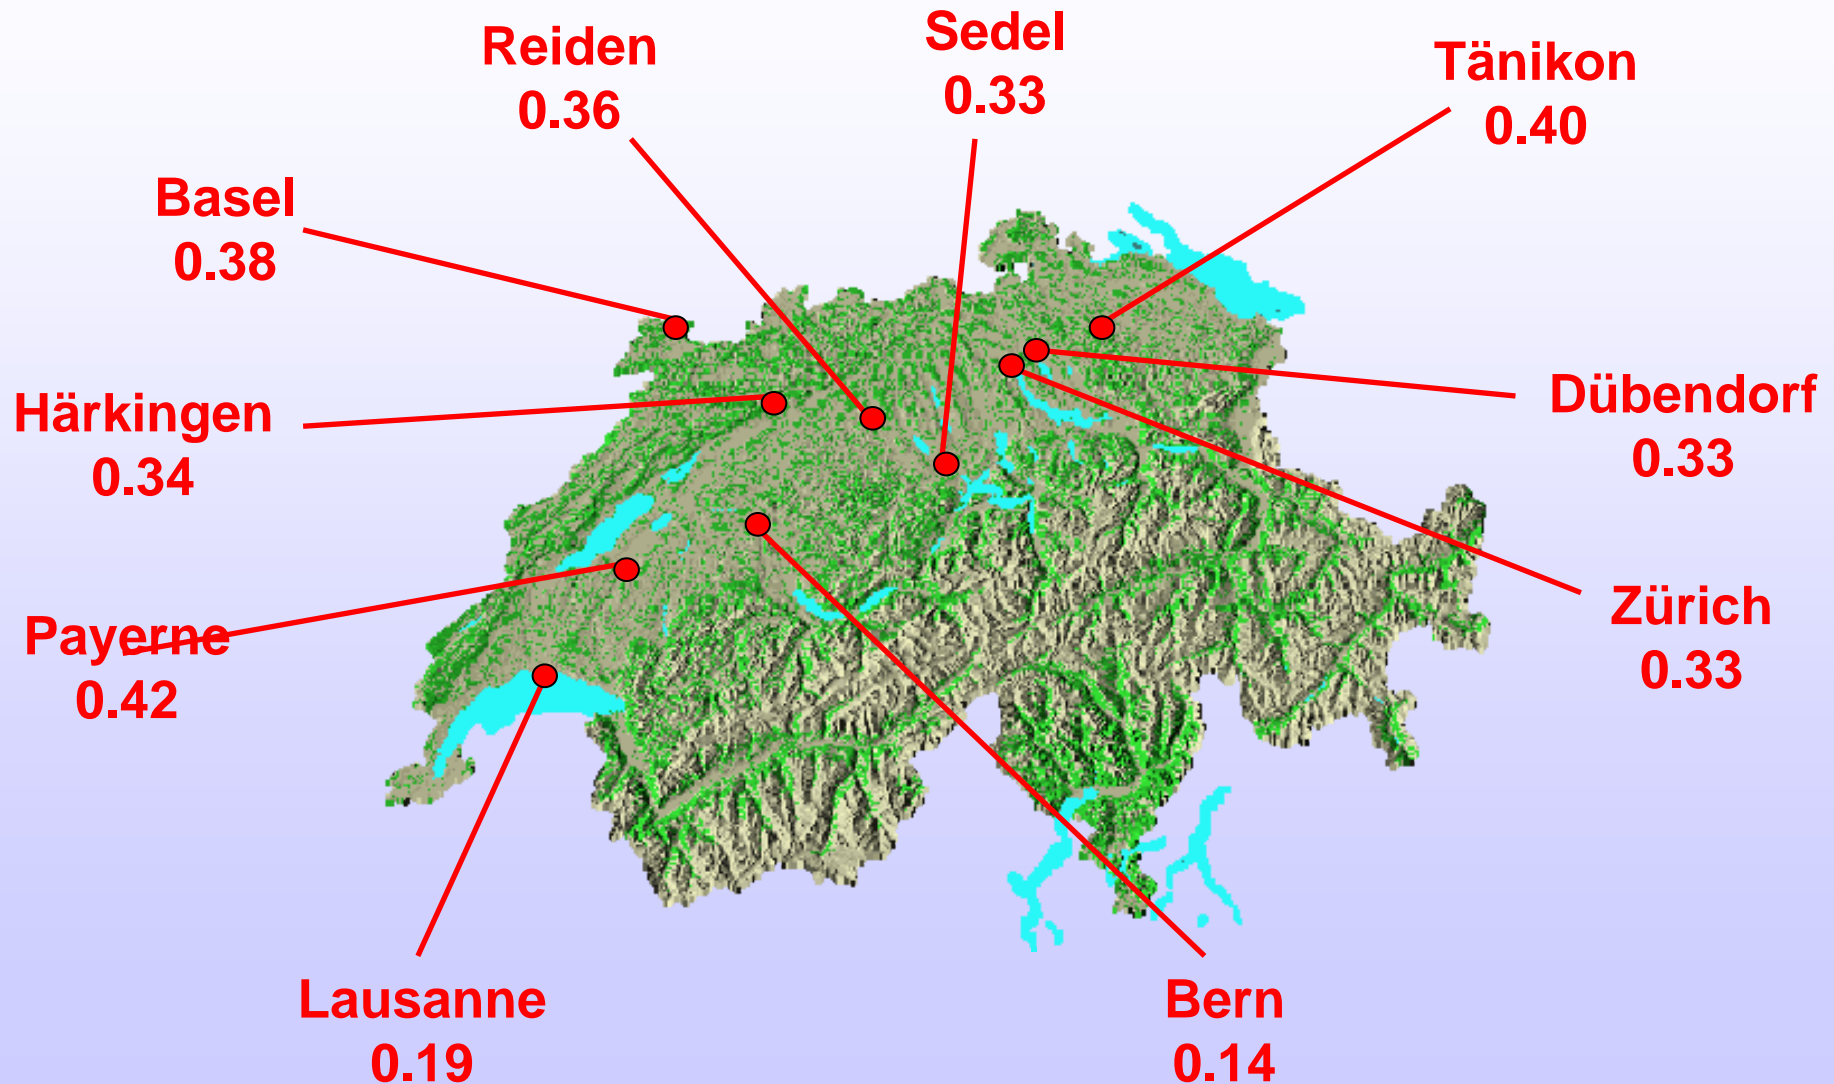 Reiden
0.36
Sedel
0.33
Tänikon
0.40
Basel
0.38
Härkingen
0.34
Dübendorf
0.33
Payerne
0.42
Zürich
0.33
Lausanne
0.19
Bern
0.14